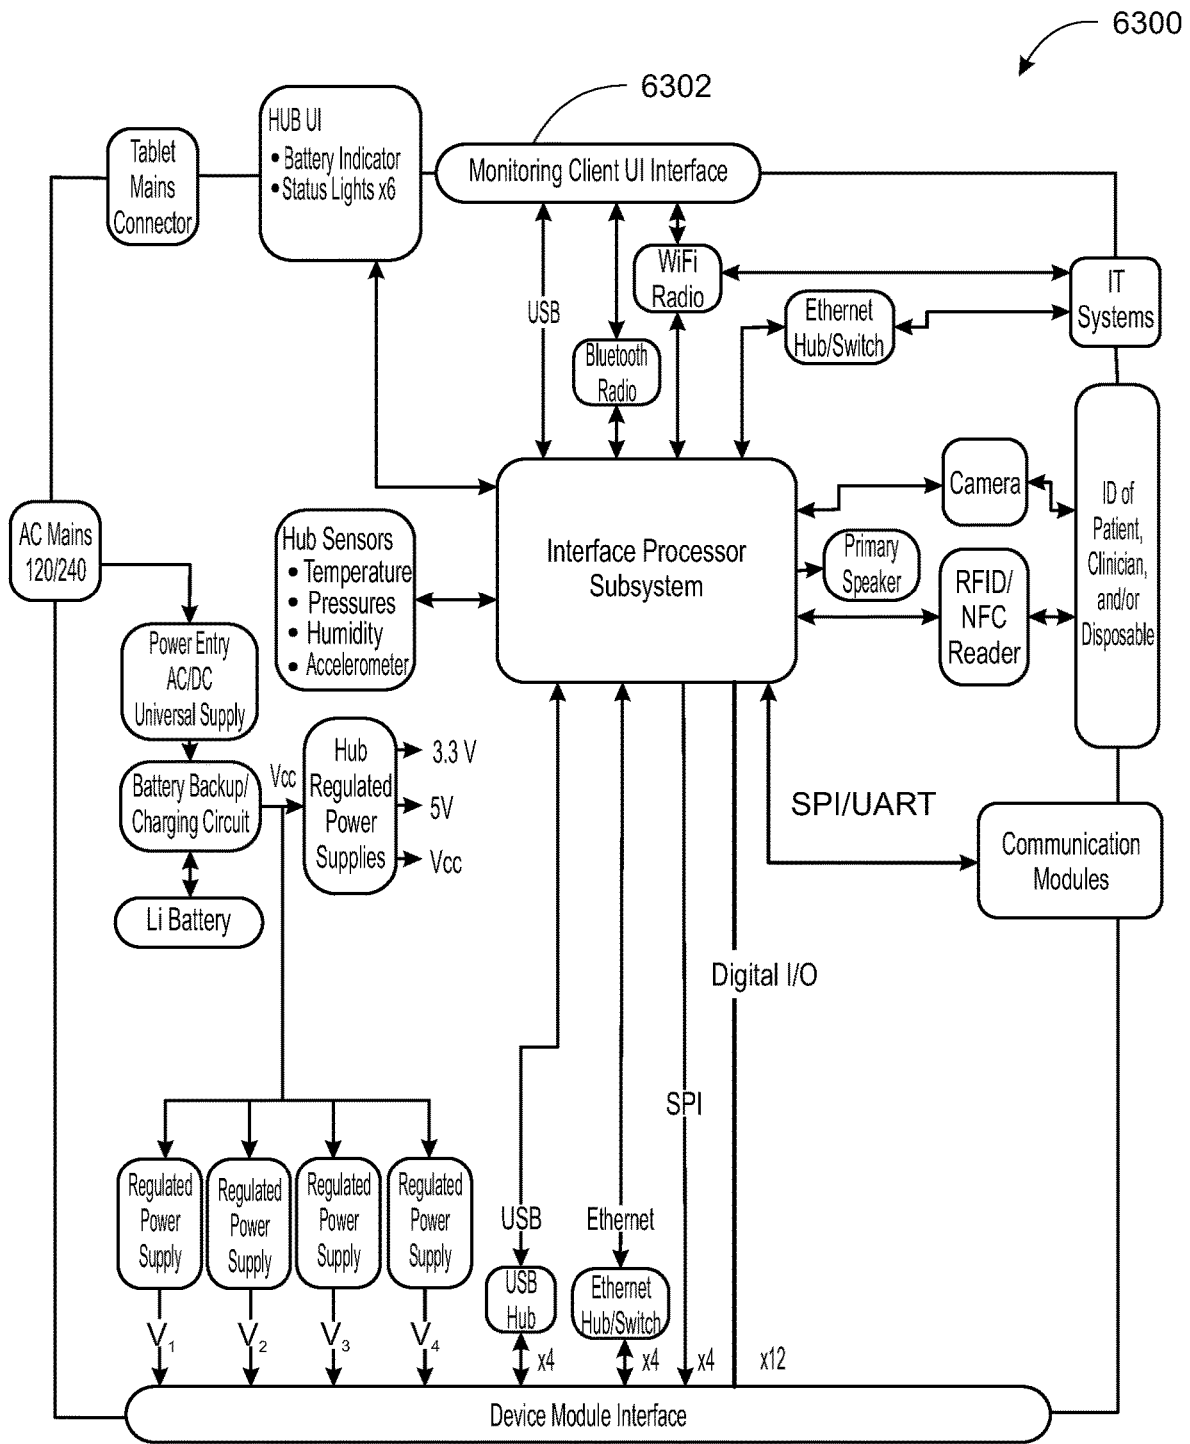 6300
6302
HUB UI
• Battery Indicator
• Status Lights x6
Tablet
Mains
Connector
Monitoring Client UI Interface
WiFi
Radio
IT
Systems
USB
Ethernet
Hub/Switch
Bluetooth
Radio
Camera
ID of
Patient,
Clinician,
and/or
Disposable
AC Mains
120/240
Hub Sensors
• Temperature
• Pressures
• Humidity
• Accelerometer
Interface Processor
Subsystem
Primary
Speaker
RFID/
NFC
Reader
Power Entry
AC/DC
Universal Supply
Battery Backup/
Charging Circuit
Vcc
Hub
Regulated
Power
Supplies
3.3 V
5V
Vcc
Li Battery
SPI/UART
Communication
Modules
Digital I/O
SPI
Regulated
Power
Supply
Regulated
Power
Supply
Regulated
Power
Supply
Regulated
Power
Supply
USB
Ethernet
USB
Hub
Ethernet
Hub/Switch
V1
V2
V3
V4
x4
x4
x4
x12
Device Module Interface